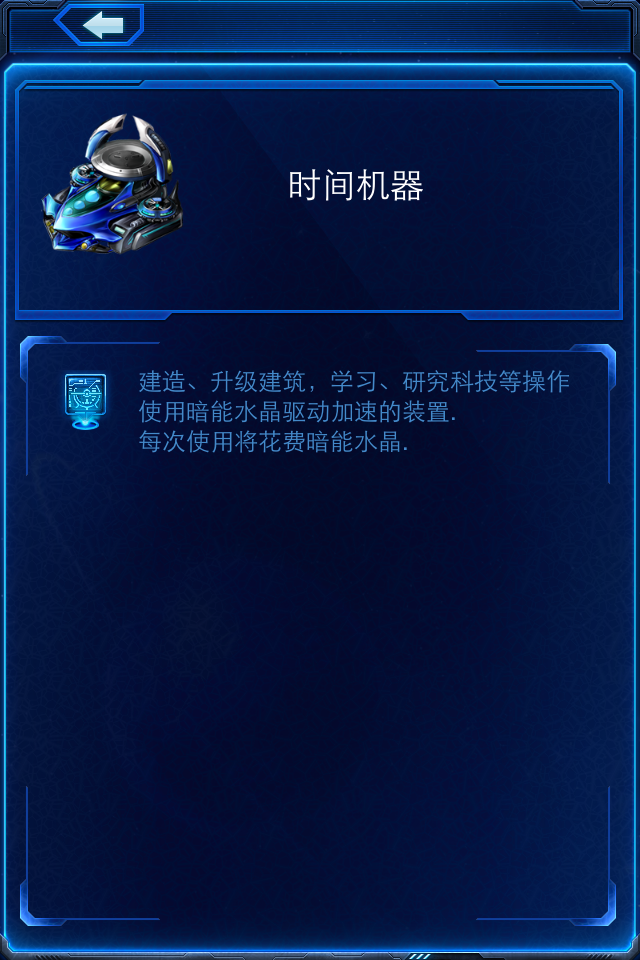 时间机器
建造、升级建筑，学习、研究科技等操作
使用暗能水晶驱动加速的装置.
每次使用将花费暗能水晶.